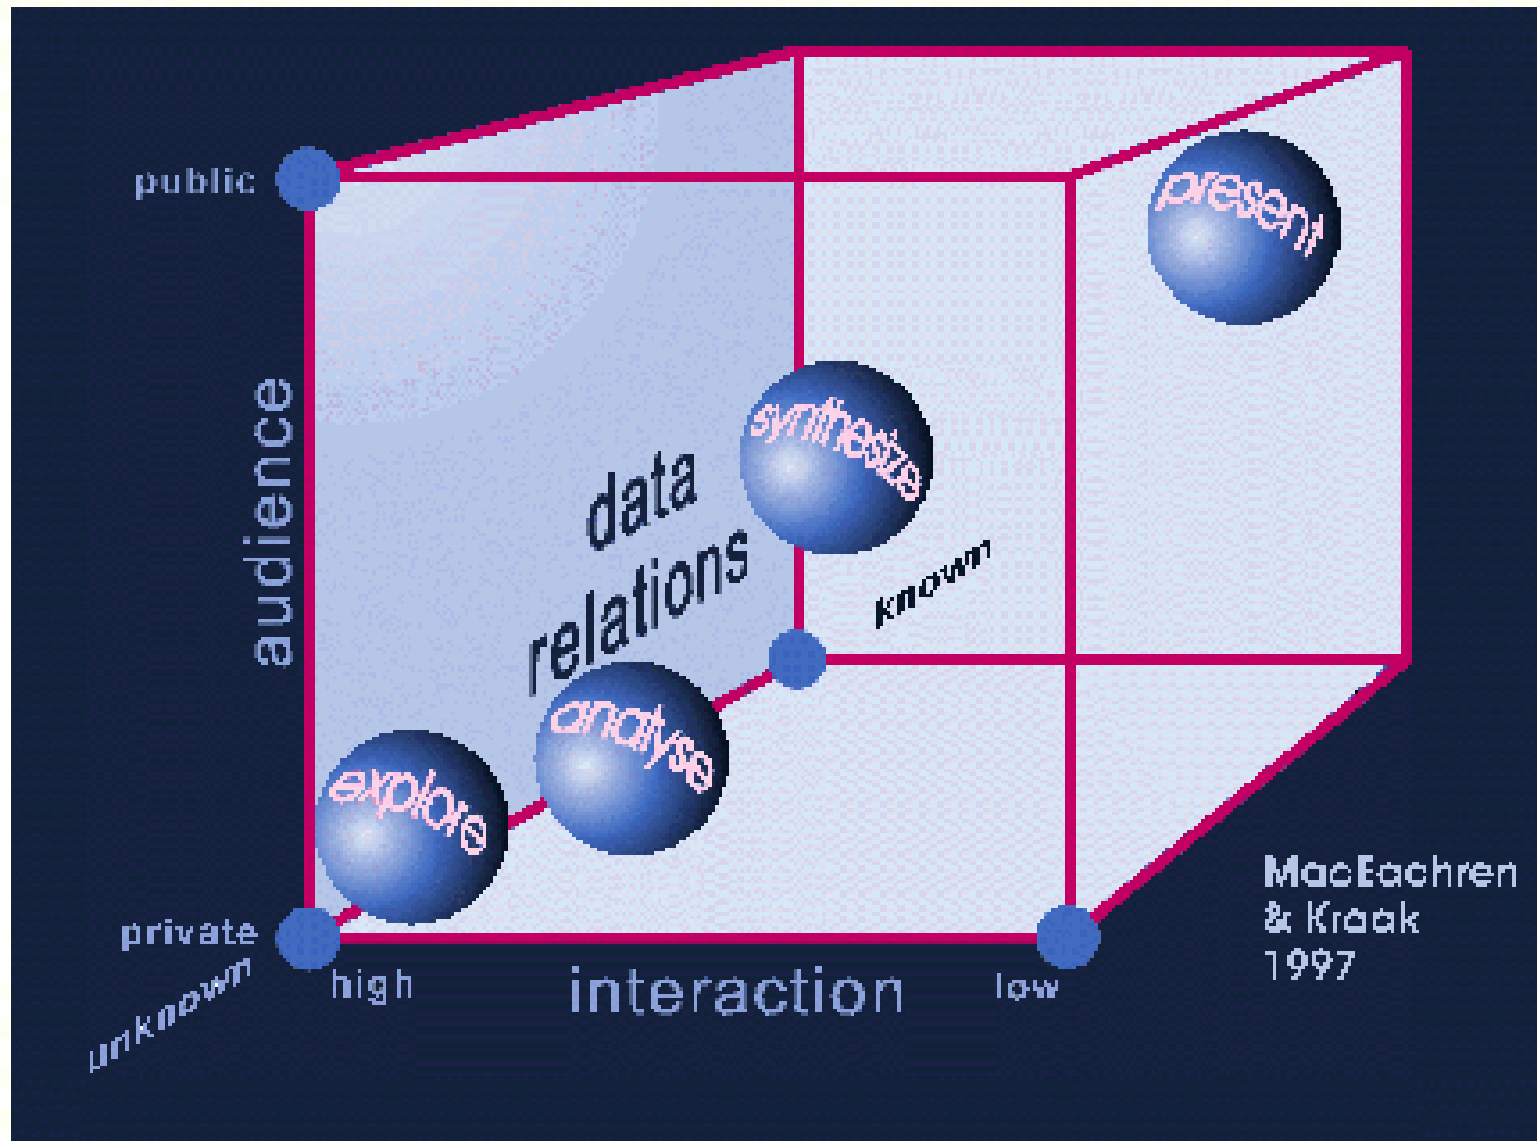 public
present
audience
synthesize
data
relations
known
analyse
explore
private
unknown
high
interaction
low
MacEachren
& Kraak
1997